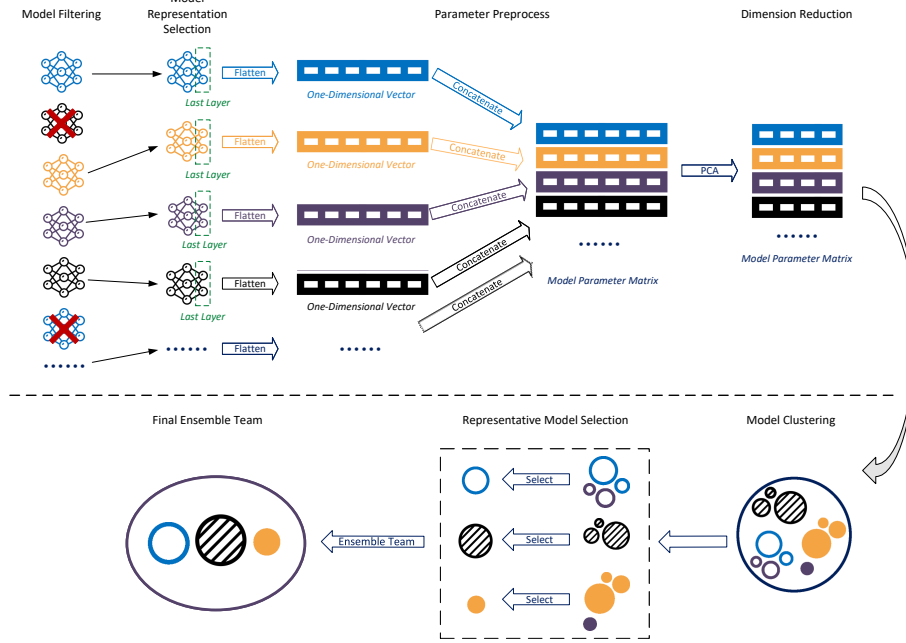 Model Filtering
Model
Representation
Selection
Parameter Preprocess
Dimension Reduction
Flatten
Last Layer
One-Dimensional Vector
Concatenate
Flatten
Last Layer
One-Dimensional Vector
Concatenate
Flatten
Last Layer
One-Dimensional Vector
Concatenate
Flatten
Last Layer
One-Dimensional Vector
Concatenate
Concatenate
Model Parameter Matrix
PCA
Model Parameter Matrix
......
......
Flatten
......
......
......
Final Ensemble Team
Representative Model Selection
Model Clustering
Select
Select
Select
Ensemble Team